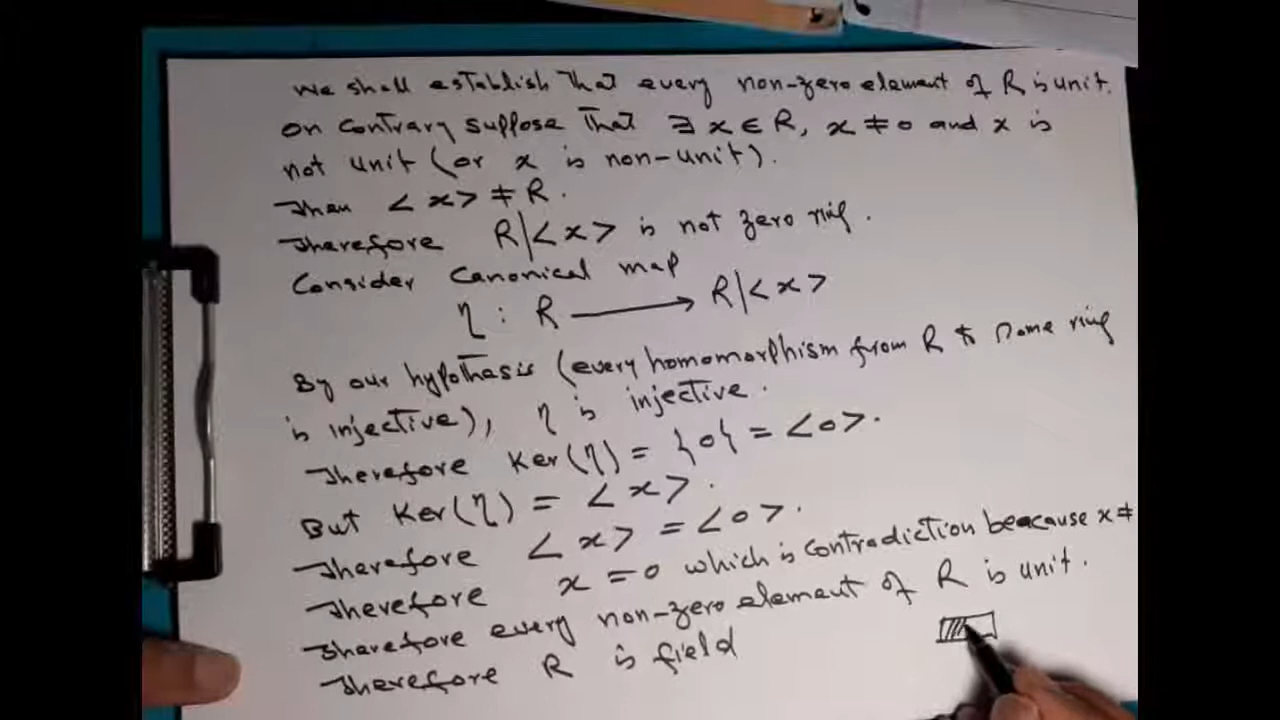 We shall establish that every non-zero element of R is unit.
On contrary suppose that ∃ x ∈ R, x ≠ 0 and x is
not unit (or x is non-unit).
Then < x > ≠ R.
Therefore R|< x > is not zero ring.
Consider canonical map
η : R ⟶ R|< x >
By our hypothesis (every homomorphism from R to some ring
is injective), η is injective.
Therefore Ker(η) = {0} = <0>.
But Ker(η) = < x >.
Therefore < x > = <0>.
Therefore x = 0 which is contradiction beacause x ≠
Therefore every non-zero element of R is unit.
Therefore R is field